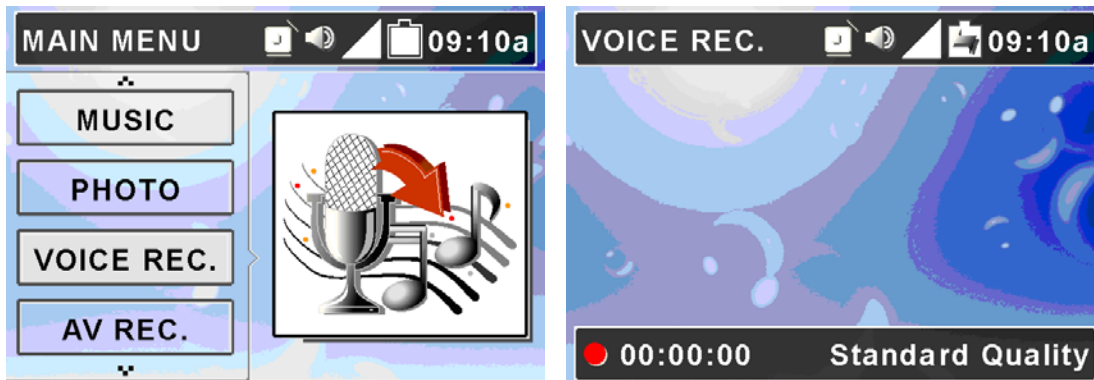 MAIN MENU 09:10a
MUSIC
PHOTO
VOICE REC.
AV REC.
VOICE REC. 09:10a
00:00:00 Standard Quality